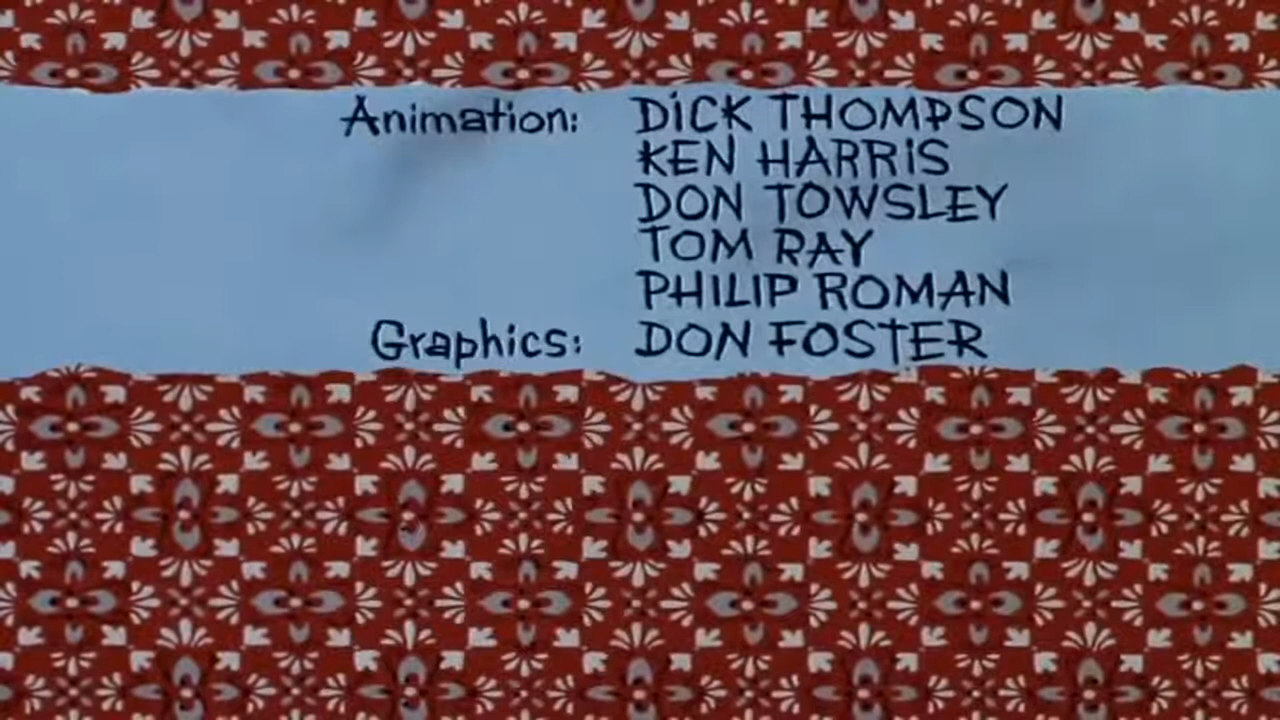 Animation: DICK THOMPSON
KEN HARRIS
DON TOWSLEY
TOM RAY
PHILIP ROMAN
Graphics: DON FOSTER